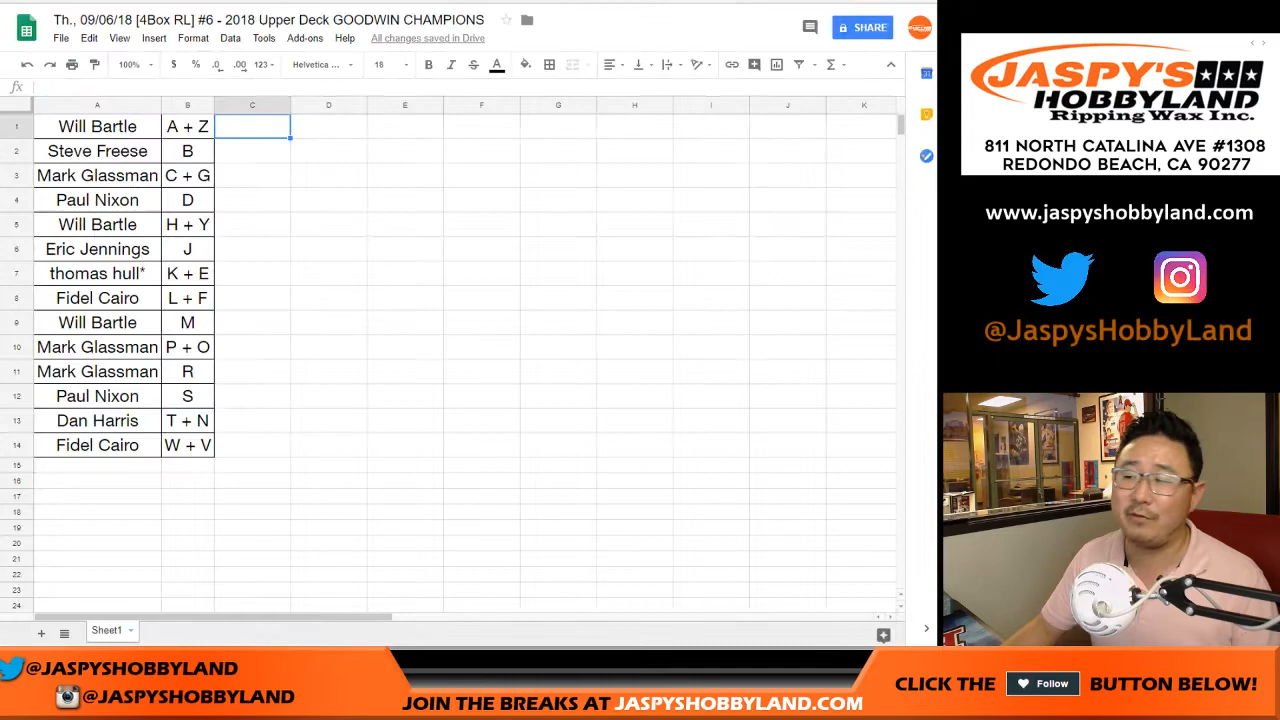 Th., 09/06/18 [4Box RL] #6 - 2018 Upper Deck GOODWIN CHAMPIONS
File Edit View Insert Format Data Tools Add-ons Help All changes saved in Drive
SHARE
100% $ % .0 .00 123 Helvetica ... 18 B I S A
fx
A B C D E F G H I J K
1 Will Bartle A + Z
2 Steve Freese B
3 Mark Glassman C + G
4 Paul Nixon D
5 Will Bartle H + Y
6 Eric Jennings J
7 thomas hull* K + E
8 Fidel Cairo L + F
9 Will Bartle M
10 Mark Glassman P + O
11 Mark Glassman R
12 Paul Nixon S
13 Dan Harris T + N
14 Fidel Cairo W + V
15
16
17
18
19
20
21
22
23
24
Sheet1
JASPY'S
HOBBYLAND
Ripping Wax Inc.
811 NORTH CATALINA AVE #1308
REDONDO BEACH, CA 90277
www.jaspyshobbyland.com
@JaspysHobbyLand
@JASPYSHOBBYLAND
@JASPYSHOBBYLAND
JOIN THE BREAKS AT JASPYSHOBBYLAND.COM
CLICK THE Follow BUTTON BELOW!